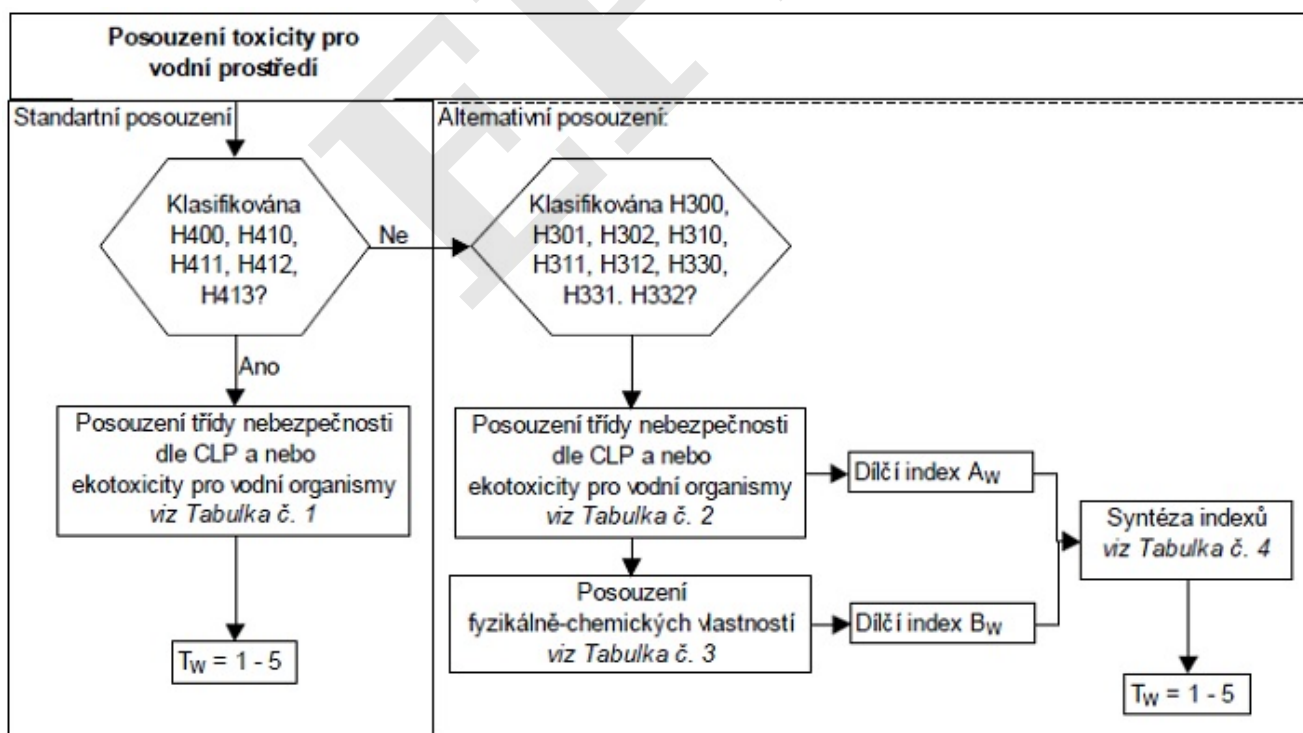 Posouzení toxicity pro
vodní prostředí
Standartní posouzení
Klasifikována
H400, H410,
H411, H412,
H413?
Ne
Ano
Posouzení třídy nebezpečnosti
dle CLP a nebo
ekotoxicity pro vodní organismy
viz Tabulka č. 1
TW = 1 - 5
Alternativní posouzení:
Klasifikována H300,
H301, H302, H310,
H311, H312, H330,
H331. H332?
Posouzení třídy nebezpečnosti
dle CLP a nebo
ekotoxicity pro vodní organismy
viz Tabulka č. 2
Dílčí index AW
Posouzení
fyzikálně-chemických vlastností
viz Tabulka č. 3
Dílčí index BW
Syntéza indexů
viz Tabulka č. 4
TW = 1 - 5